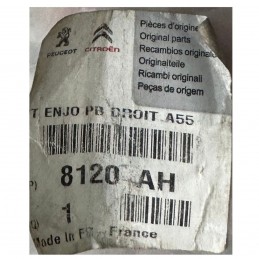 PEUGEOT CITROËN
Pièces d'origine
Original parts
Recambios originales
Originalteile
Ricambi originali
Peças de origem
T ENJO PB DROIT A55
P) 8120 AH
1
Made in France